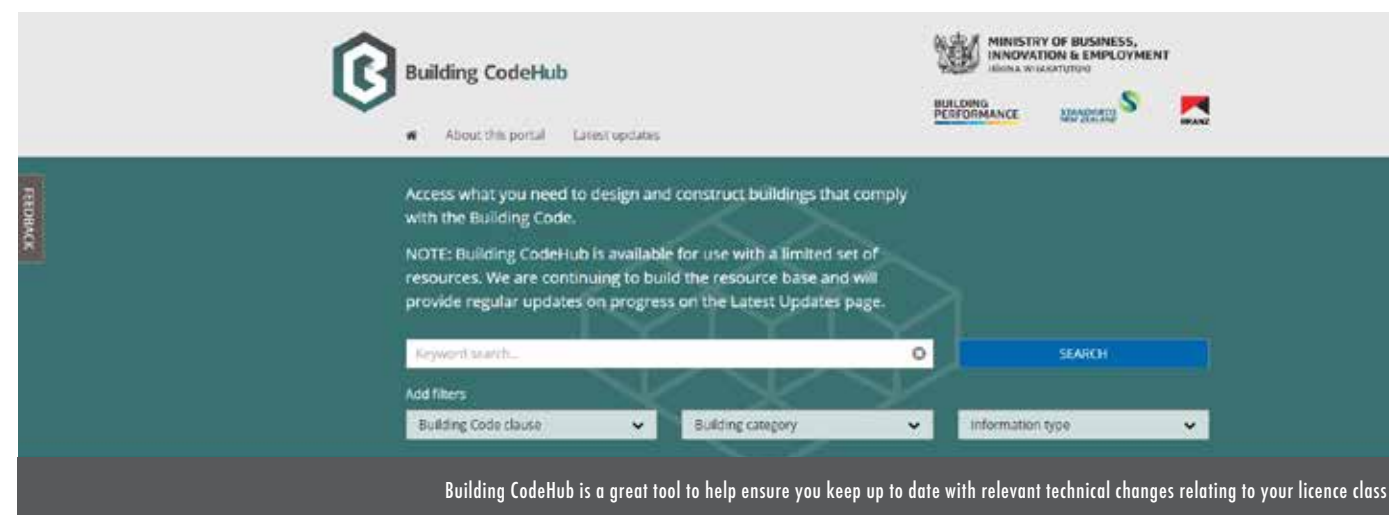 Building CodeHub
MINISTRY OF BUSINESS,
INNOVATION & EMPLOYMENT
BUILDING
PERFORMANCE
STANDARDS
NEW ZEALAND
BRANZ
About this portal Latest updates
FEEDBACK
Access what you need to design and construct buildings that comply
with the Building Code.
NOTE: Building CodeHub is available for use with a limited set of
resources. We are continuing to build the resource base and will
provide regular updates on progress on the Latest Updates page.
Keyword search...
SEARCH
Add filters
Building Code clause Building category Information type
Building CodeHub is a great tool to help ensure you keep up to date with relevant technical changes relating to your licence class